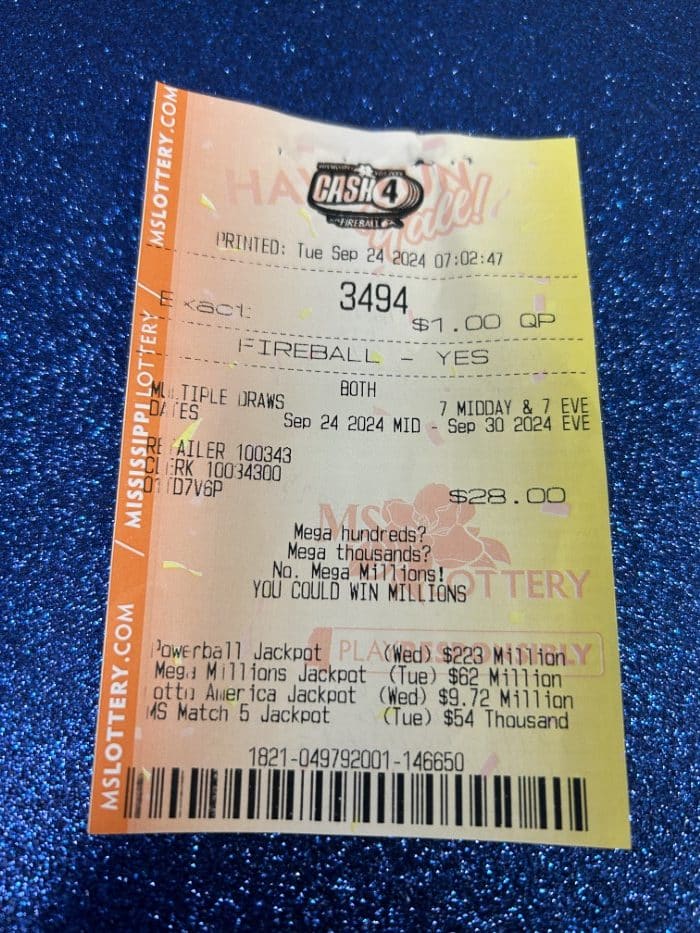 CASH 4
FIREBALL
PRINTED: Tue Sep 24 2024 07:02:47
3494
Exact: $1.00 QP
FIREBALL - YES
BOTH
MULTIPLE DRAWS 7 MIDDAY & 7 EVE
DATES Sep 24 2024 MID - Sep 30 2024 EVE
RETAILER 100343
CLERK 10034300
$28.00
Mega hundreds?
Mega thousands?
No. Mega Millions!
YOU COULD WIN MILLIONS
MS LOTTERY
PLAY RESPONSIBLY
Powerball Jackpot (Wed) $223 Million
Mega Millions Jackpot (Tue) $62 Million
Lotto America Jackpot (Wed) $9.72 Million
MS Match 5 Jackpot (Tue) $54 Thousand
1821-049792001-146650
MSLOTTERY.COM / MISSISSIPPI LOTTERY / MSLOTTERY.COM